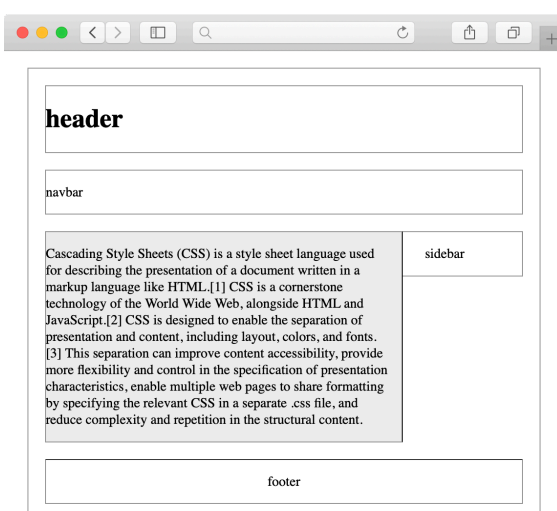 header
navbar
Cascading Style Sheets (CSS) is a style sheet language used
for describing the presentation of a document written in a
markup language like HTML.[1] CSS is a cornerstone
technology of the World Wide Web, alongside HTML and
JavaScript.[2] CSS is designed to enable the separation of
presentation and content, including layout, colors, and fonts.
[3] This separation can improve content accessibility, provide
more flexibility and control in the specification of presentation
characteristics, enable multiple web pages to share formatting
by specifying the relevant CSS in a separate .css file, and
reduce complexity and repetition in the structural content.
sidebar
footer